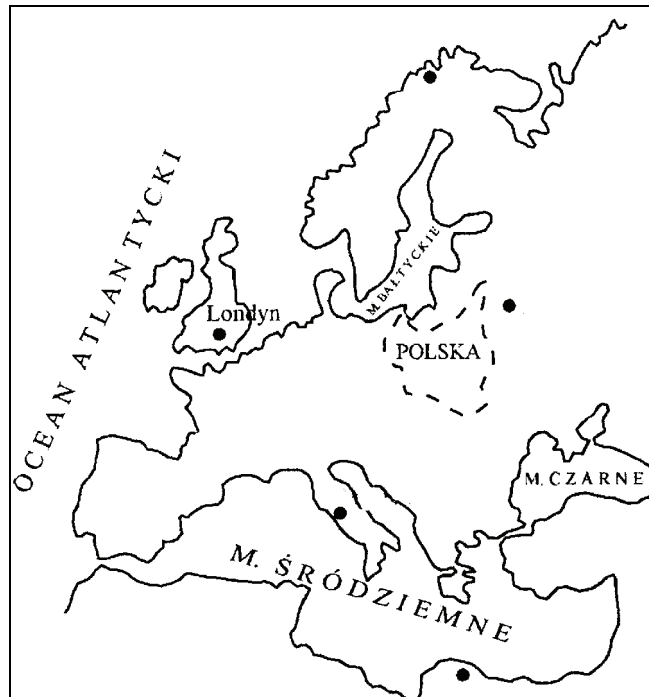 OCEAN ATLANTYCKI
Londyn
M. BAŁTYCKIE
POLSKA
M. CZARNE
M. ŚRÓDZIEMNE